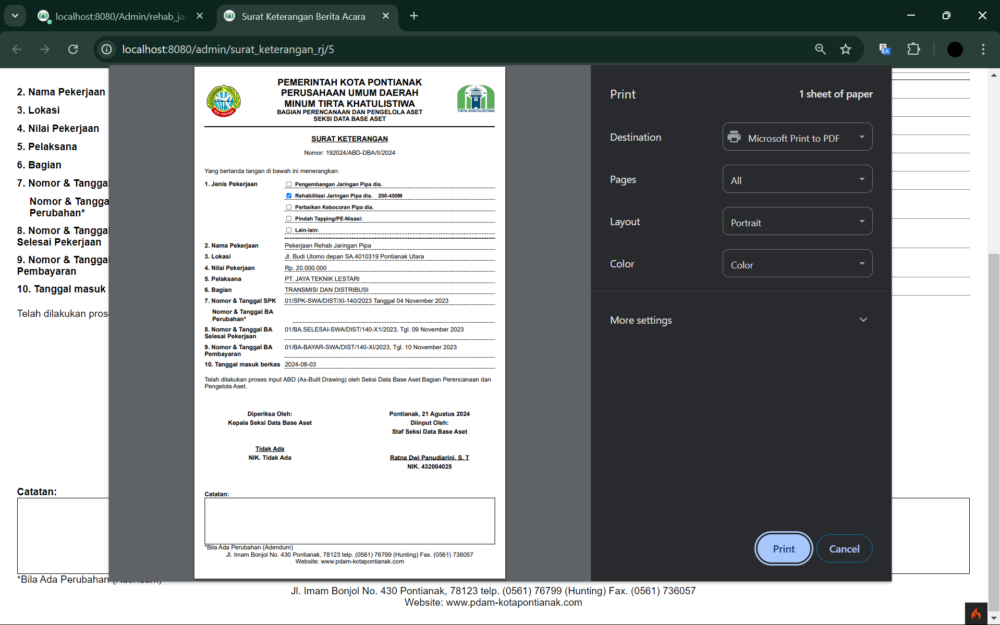 localhost:8080/Admin/rehab_ja
Surat Keterangan Berita Acara
localhost:8080/admin/surat_keterangan_rj/5
2. Nama Pekerjaan
3. Lokasi
4. Nilai Pekerjaan
5. Pelaksana
6. Bagian
7. Nomor & Tanggal
Nomor & Tangga
Perubahan*
8. Nomor & Tanggal
Selesai Pekerjaan
9. Nomor & Tanggal
Pembayaran
10. Tanggal masuk
Telah dilakukan pros
Catatan:
*Bila Ada Perubahan (Adendum)
Jl. Imam Bonjol No. 430 Pontianak, 78123 telp. (0561) 76799 (Hunting) Fax. (0561) 736057
Website: www.pdam-kotapontianak.com
KOTA PONTIANAK
PEMERINTAH KOTA PONTIANAK
PERUSAHAAN UMUM DAERAH
MINUM TIRTA KHATULISTIWA
BAGIAN PERENCANAAN DAN PENGELOLA ASET
SEKSI DATA BASE ASET
PERUMDA
AIR MINUM
TIRTA KHATULISTIWA
SURAT KETERANGAN
Nomor: 192024/ABD-DBA/II/2024
Yang bertanda tangan di bawah ini menerangkan:
1. Jenis Pekerjaan
Pengembangan Jaringan Pipa dia.
Rehabilitasi Jaringan Pipa dia. 200-400M
Perbaikan Kebocoran Pipa dia.
Pindah Tapping/PE-Nisasi:
Lain-lain:
2. Nama Pekerjaan Pekerjaan Rehab Jaringan Pipa
3. Lokasi Jl. Budi Utomo depan SA.4010319 Pontianak Utara
4. Nilai Pekerjaan Rp. 20.000.000
5. Pelaksana PT. JAYA TEKNIK LESTARI
6. Bagian TRANSMISI DAN DISTRIBUSI
7. Nomor & Tanggal SPK 01/SPK-SWA/DIST/XI-140/2023 Tanggal 04 November 2023
Nomor & Tanggal BA
Perubahan*
8. Nomor & Tanggal BA 01/BA.SELESAI-SWA/DIST/140-X1/2023, Tgl. 09 November 2023
Selesai Pekerjaan
9. Nomor & Tanggal BA 01/BA-BAYAR-SWA/DIST/140-XI/2023, Tgl. 10 November 2023
Pembayaran
10. Tanggal masuk berkas 2024-08-03
Telah dilakukan proses input ABD (As-Built Drawing) oleh Seksi Data Base Aset Bagian Perencanaan dan
Pengelola Aset.
Diperiksa Oleh:
Kepala Seksi Data Base Aset
Tidak Ada
NIK. Tidak Ada
Pontianak, 21 Agustus 2024
Diinput Oleh:
Staf Seksi Data Base Aset
Ratna Dwi Panudiarini, S. T
NIK. 432004025
Catatan:
*Bila Ada Perubahan (Adendum)
Jl. Imam Bonjol No. 430 Pontianak, 78123 telp. (0561) 76799 (Hunting) Fax. (0561) 736057
Website: www.pdam-kotapontianak.com
Print
1 sheet of paper
Destination
Microsoft Print to PDF
Pages
All
Layout
Portrait
Color
Color
More settings
Print
Cancel